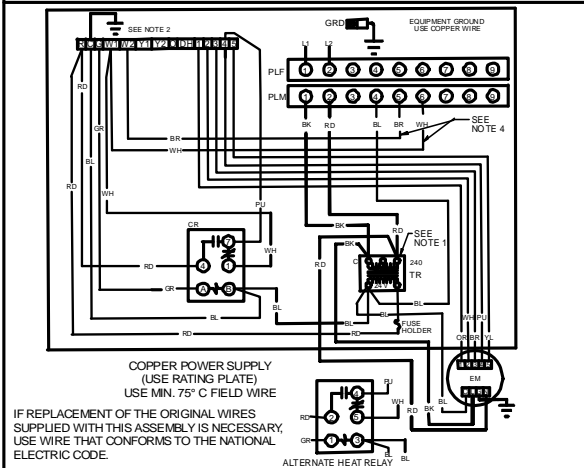 GRD
EQUIPMENT GROUND
USE COPPER WIRE
SEE NOTE 2
L1 L2
R C G W1 W2 Y1 Y2 O DH 1 2 3 4 5
PLF 1 2 3 4 5 6 7 8 9
PLM 1 2 3 4 5 6 7 8 9
RD
BK RD BL BR WH
SEE
NOTE 4
GR
BR
WH
BL
RD WH
PU
CR
7
4 1
RD
WH
A B
GR
BL
BL
RD
BK
BK
RD
RD
SEE
NOTE 1
C 240
TR
24V
BL
BL
BL
FUSE
HOLDER
WH PU
OR BR YL
EM
COPPER POWER SUPPLY
(USE RATING PLATE)
USE MIN. 75° C FIELD WIRE
IF REPLACEMENT OF THE ORIGINAL WIRES
SUPPLIED WITH THIS ASSEMBLY IS NECESSARY,
USE WIRE THAT CONFORMS TO THE NATIONAL
ELECTRIC CODE.
4 PU
WH
RD 2 5
RD BK BL
GR 1 3
BL BL
ALTERNATE HEAT RELAY